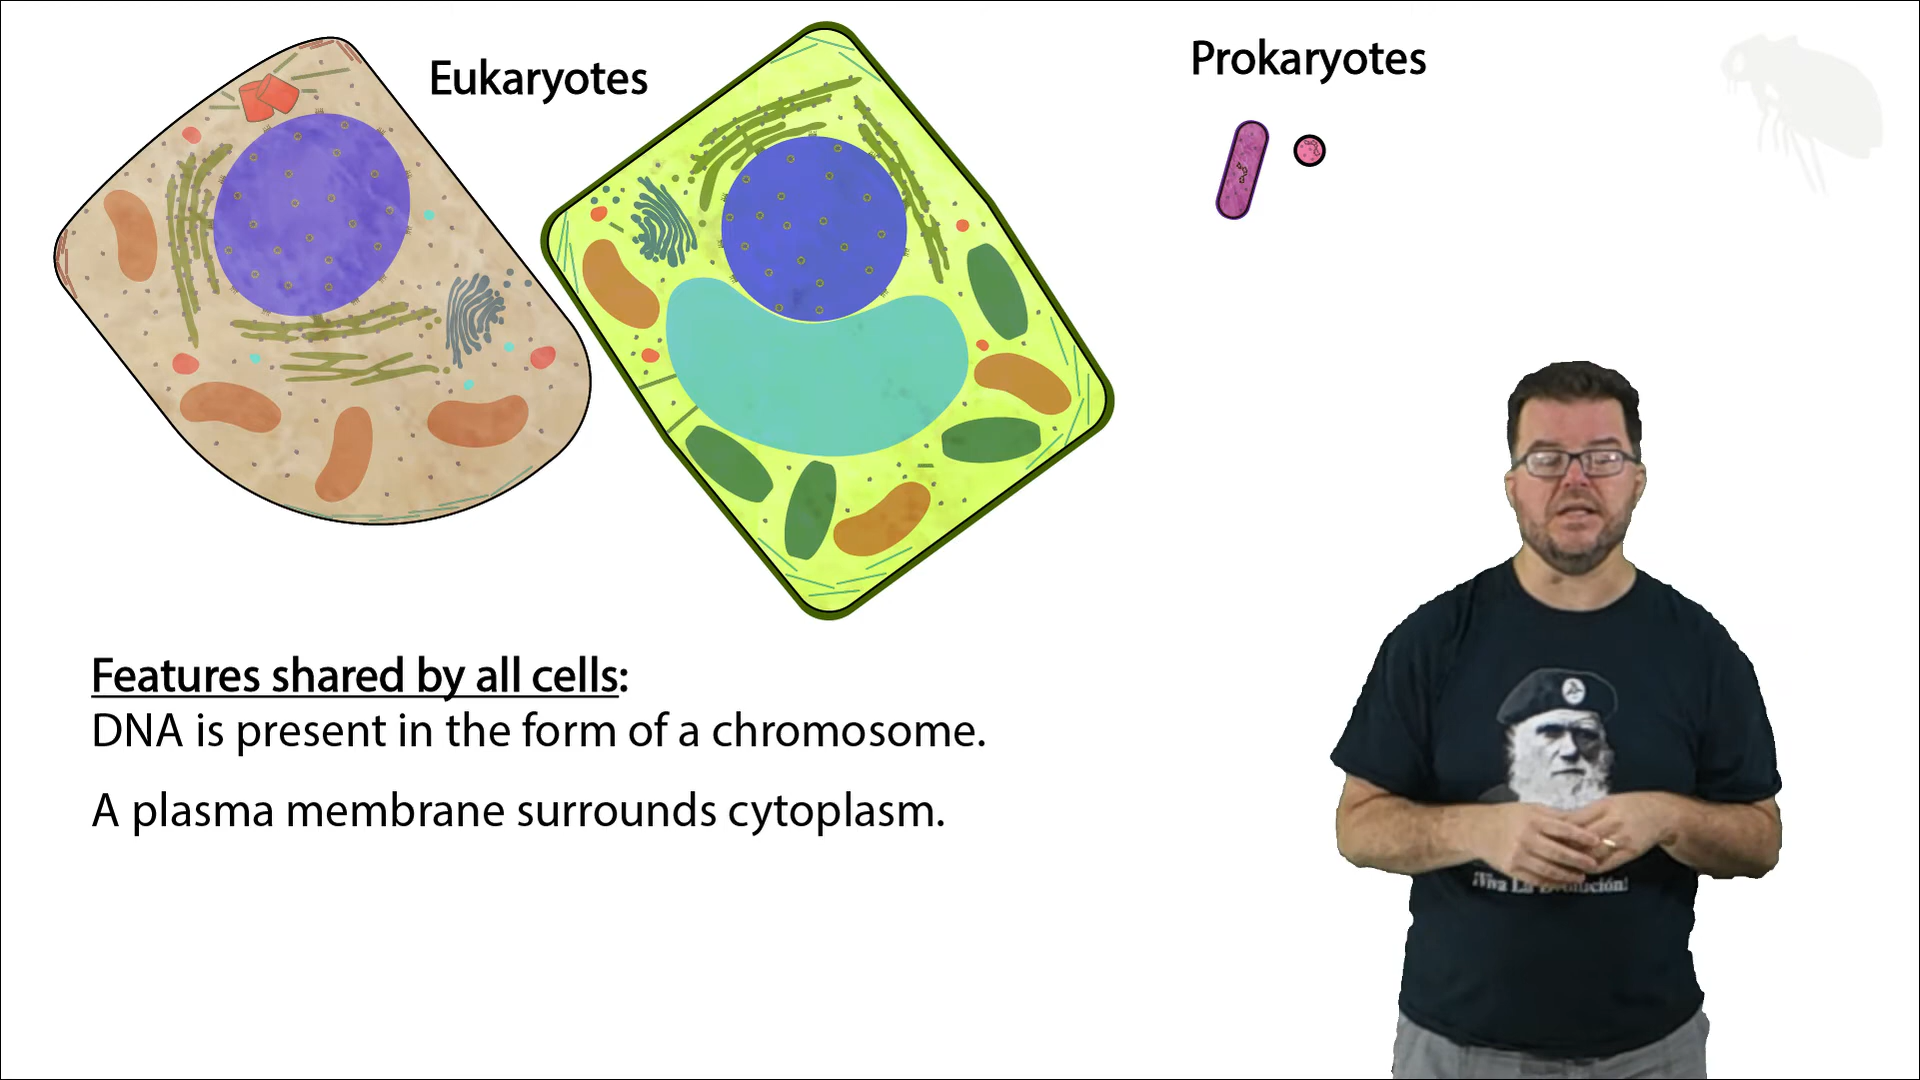 Eukaryotes
Prokaryotes
Features shared by all cells:
DNA is present in the form of a chromosome.
A plasma membrane surrounds cytoplasm.
¡Viva La Evolución!